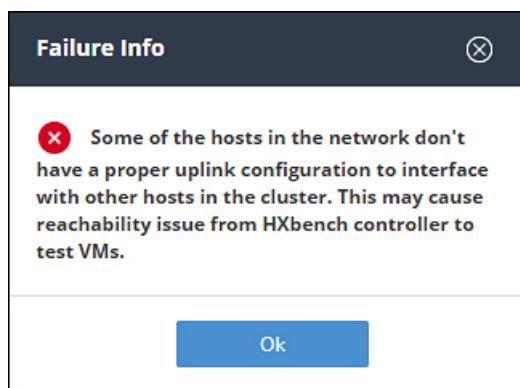 Failure Info
Some of the hosts in the network don't
have a proper uplink configuration to interface
with other hosts in the cluster. This may cause
reachability issue from HXbench controller to
test VMs.
Ok